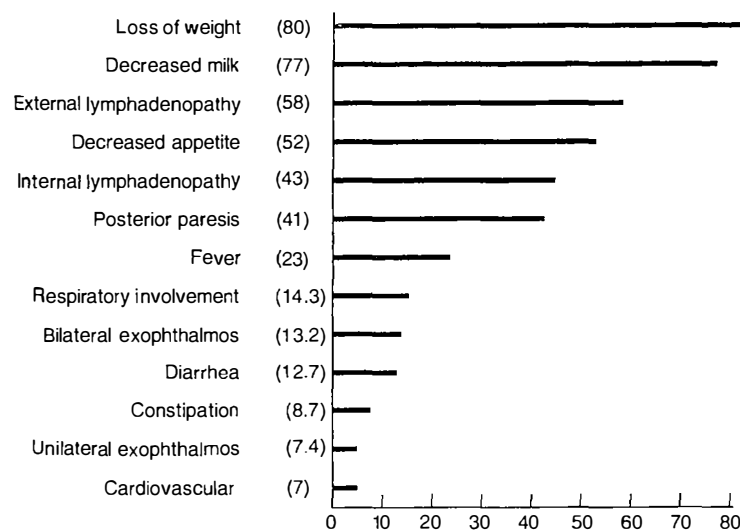 Loss of weight (80)
Decreased milk (77)
External lymphadenopathy (58)
Decreased appetite (52)
Internal lymphadenopathy (43)
Posterior paresis (41)
Fever (23)
Respiratory involvement (14.3)
Bilateral exophthalmos (13.2)
Diarrhea (12.7)
Constipation (8.7)
Unilateral exophthalmos (7.4)
Cardiovascular (7)
0 10 20 30 40 50 60 70 80